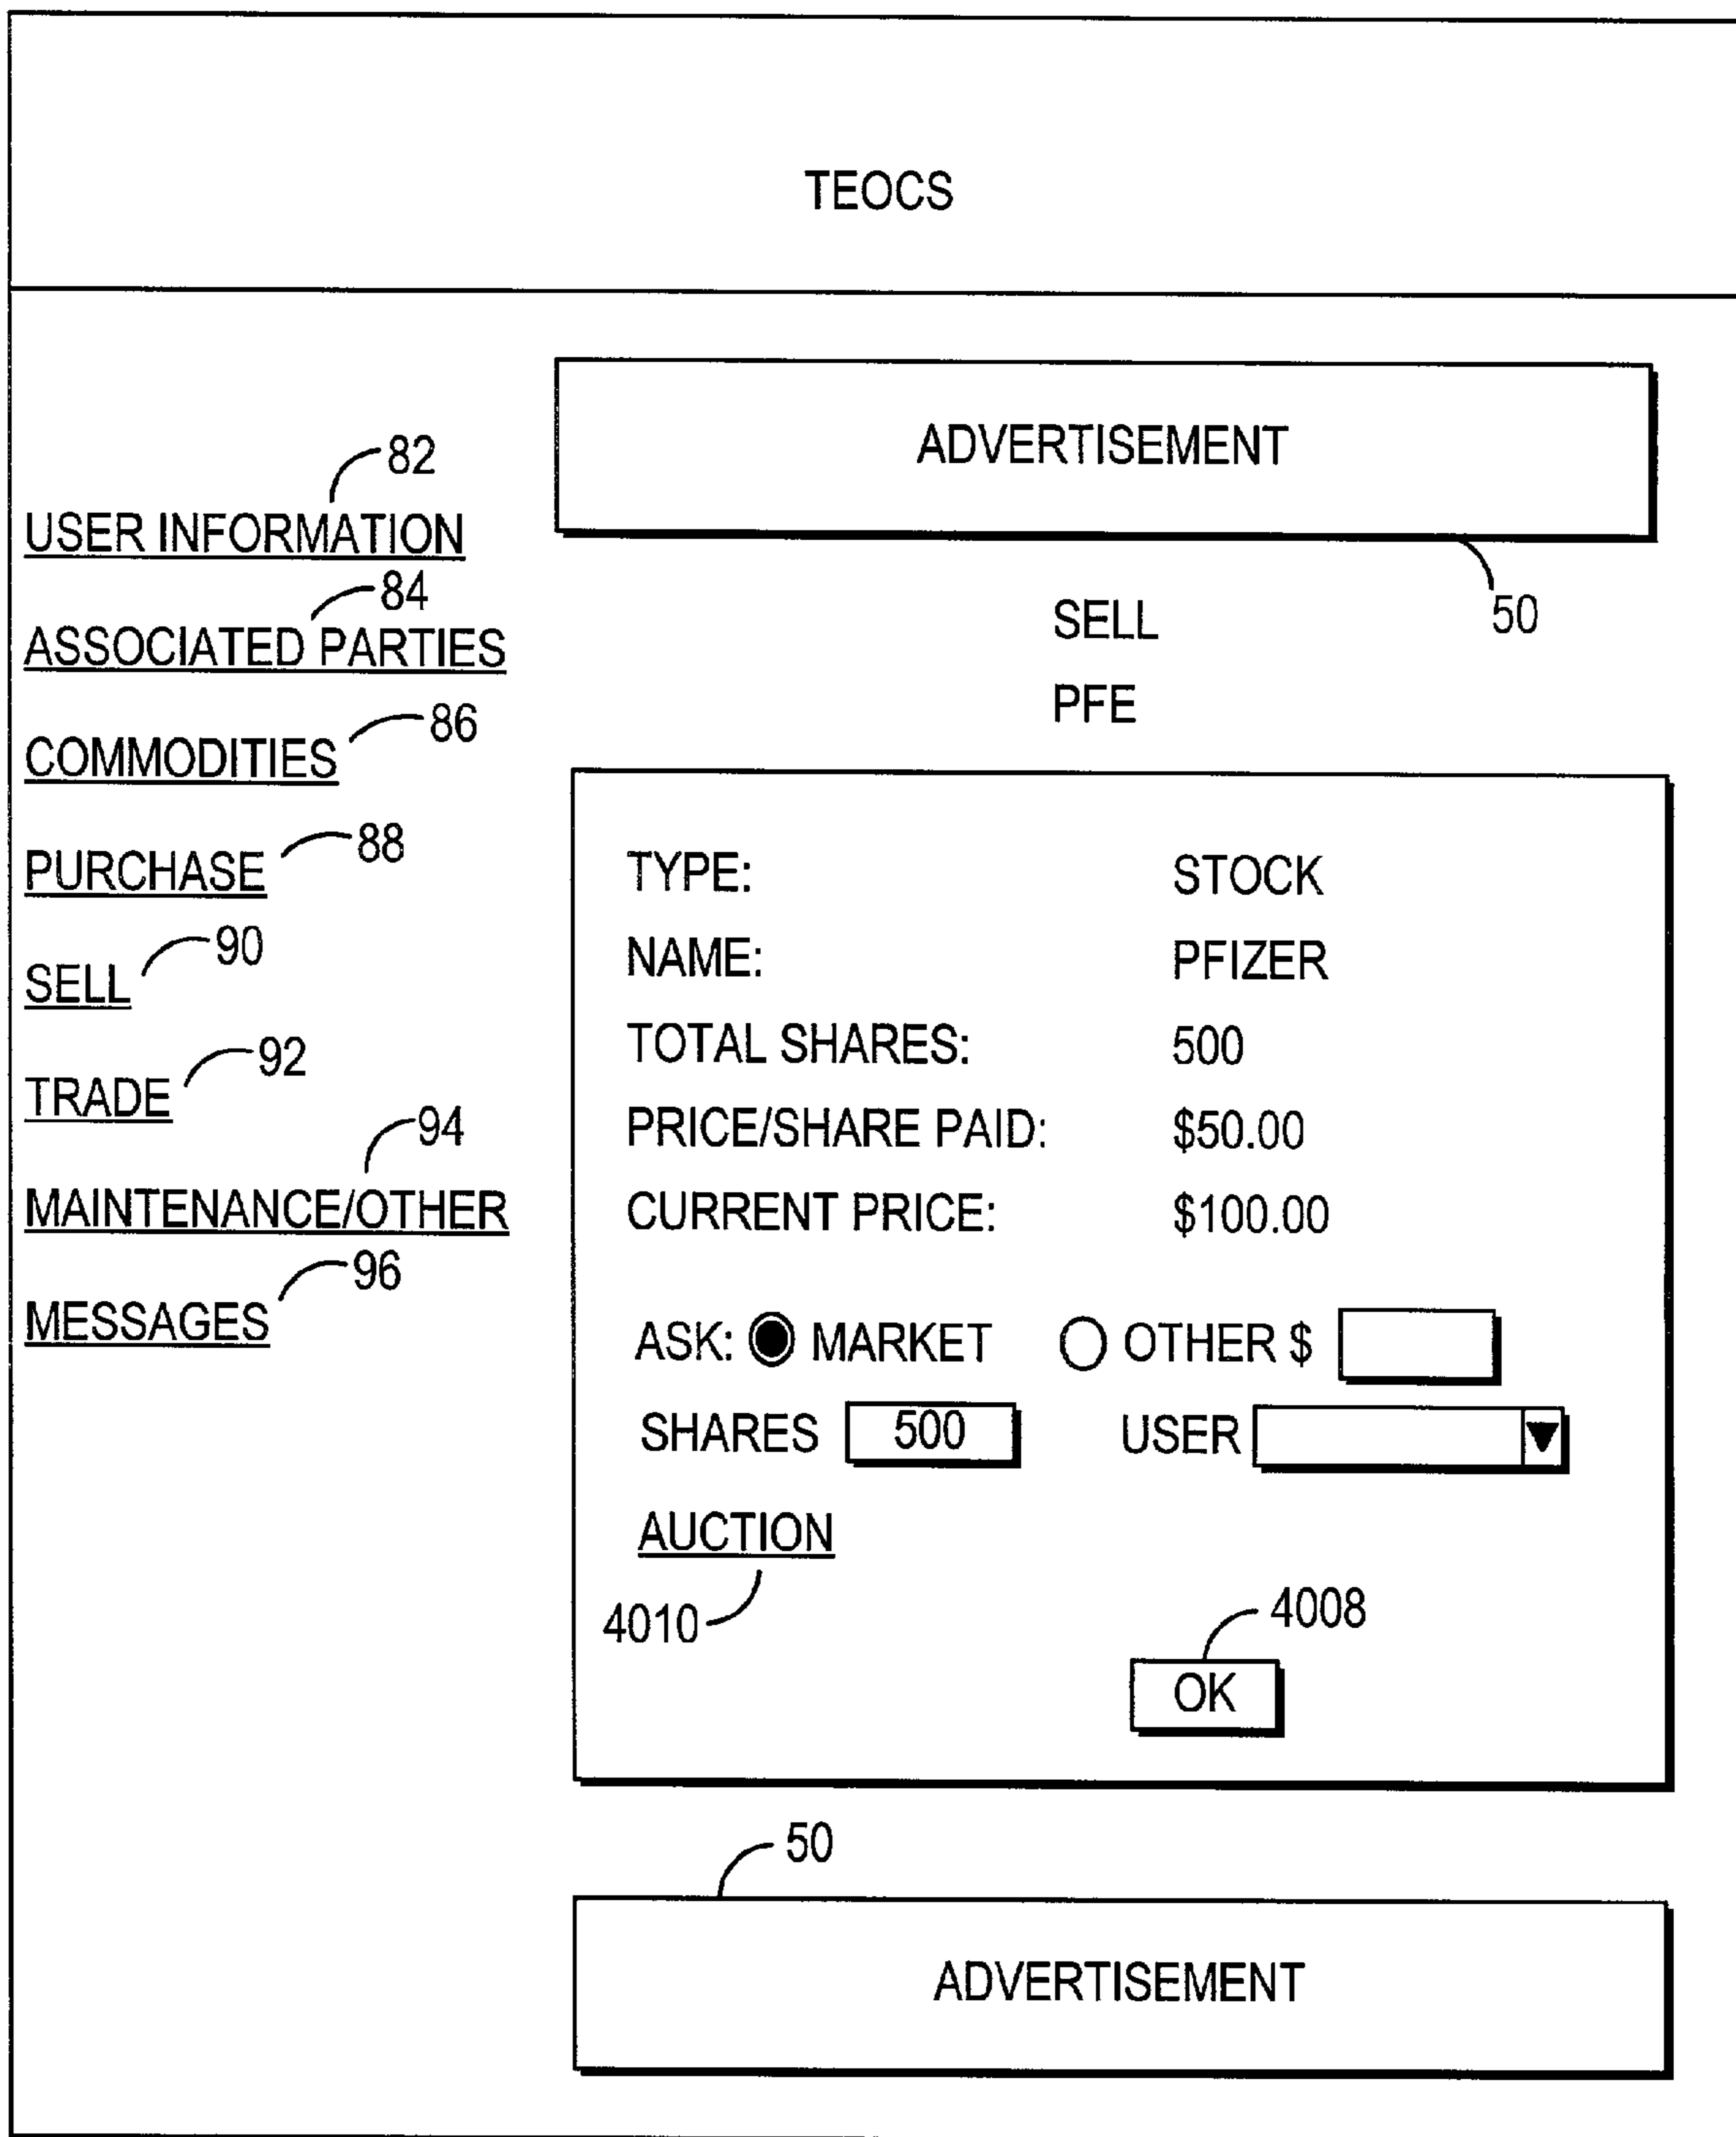 TEOCS
ADVERTISEMENT
50
82
USER INFORMATION
84
ASSOCIATED PARTIES
86
COMMODITIES
88
PURCHASE
90
SELL
92
TRADE
94
MAINTENANCE/OTHER
96
MESSAGES
SELL
PFE
TYPE: STOCK
NAME: PFIZER
TOTAL SHARES: 500
PRICE/SHARE PAID: $50.00
CURRENT PRICE: $100.00
ASK: MARKET OTHER $
SHARES 500 USER
AUCTION
4010
4008
OK
50
ADVERTISEMENT